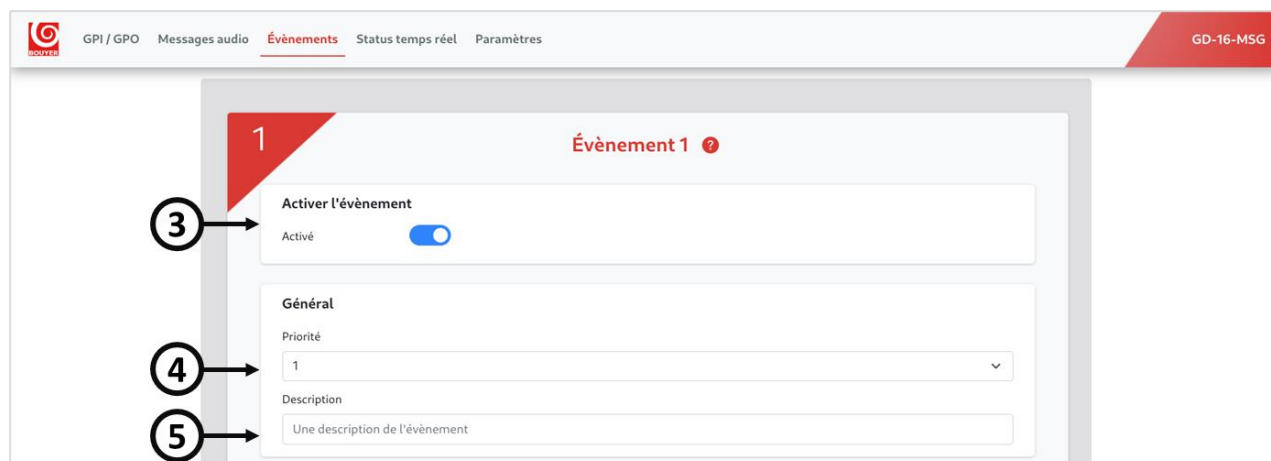 BOUYER
GPI / GPO Messages audio Évènements Status temps réel Paramètres
GD-16-MSG
1
Évènement 1 ?
Activer l'évènement
3
Activé
Général
Priorité
4
1
Description
5
Une description de l'évènement